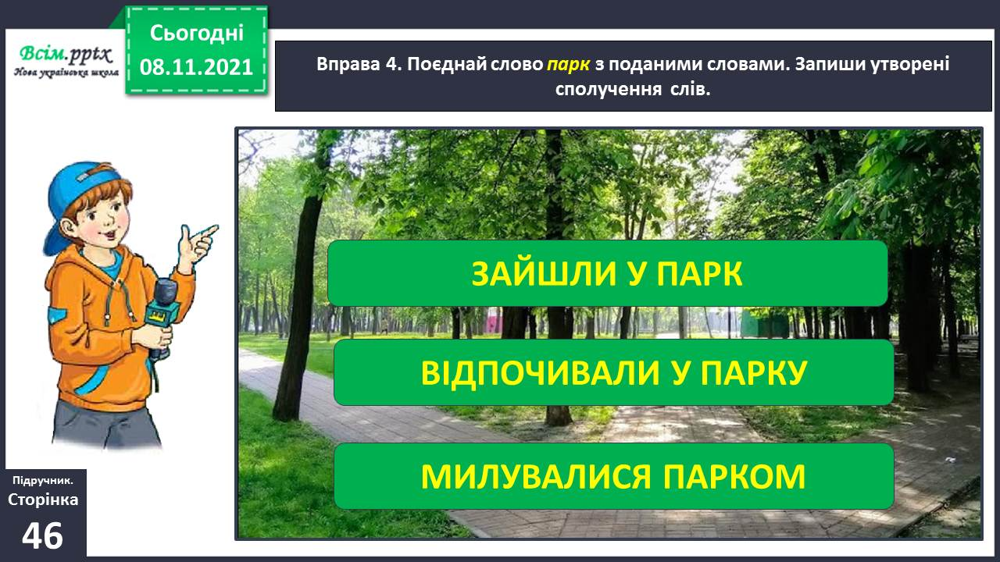 Сьогодні
08.11.2021
Всім.pptx
Нова українська школа
Вправа 4. Поєднай слово парк з поданими словами. Запиши утворені
сполучення слів.
ЗАЙШЛИ У ПАРК
ВІДПОЧИВАЛИ У ПАРКУ
МИЛУВАЛИСЯ ПАРКОМ
Підручник.
Сторінка
46